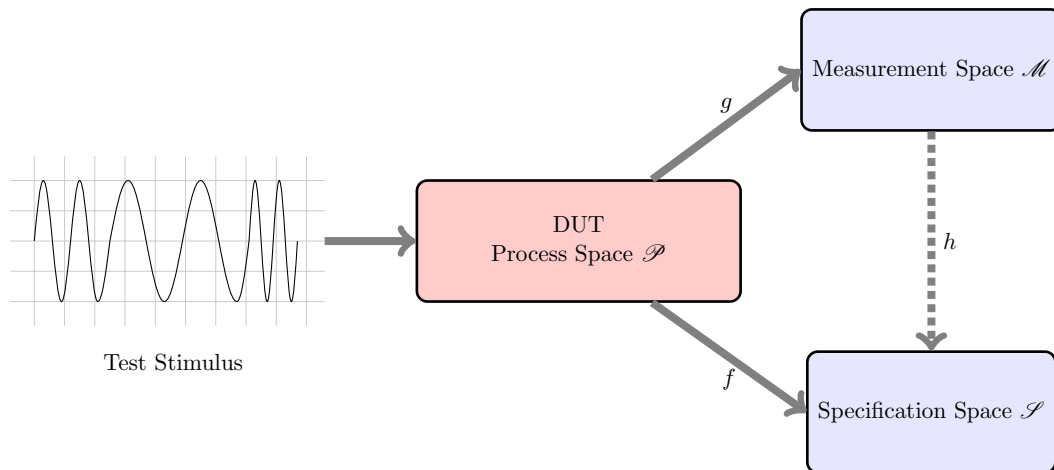 Measurement Space ℳ
g
DUT
Process Space 𝒫
h
Test Stimulus
f
Specification Space 𝒮